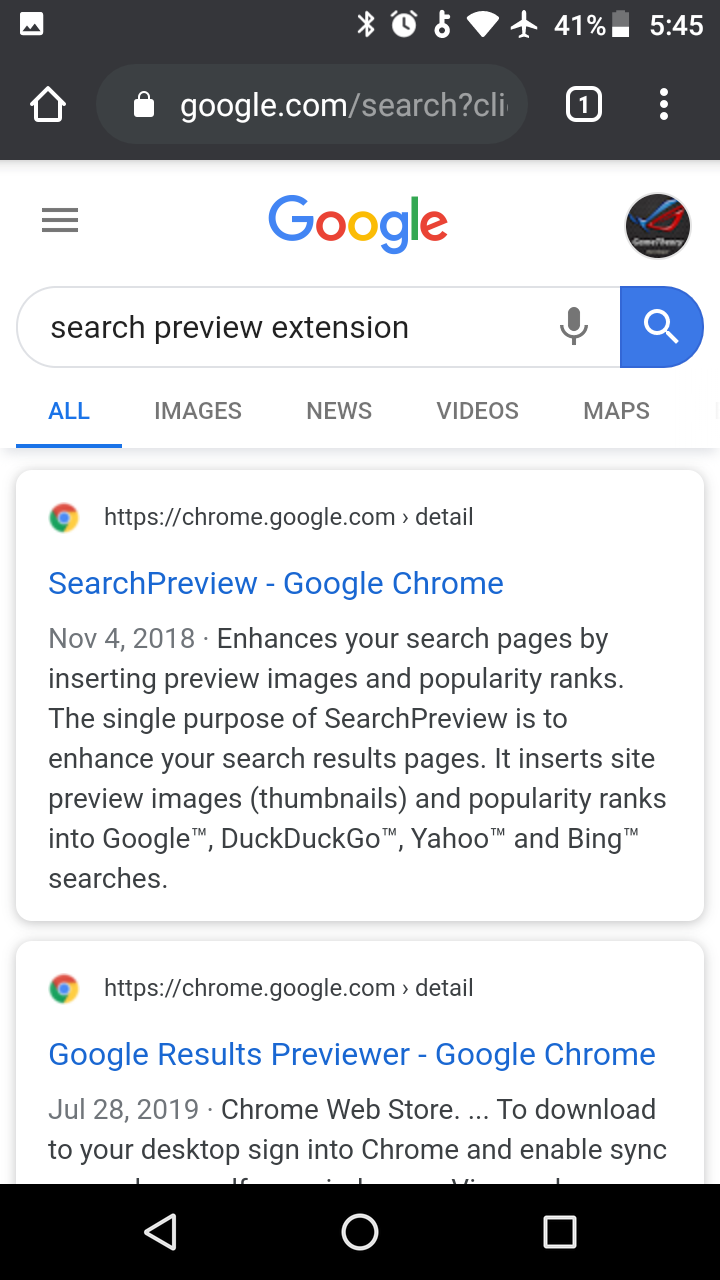 41% 5:45
1
google.com/search?cli
Google
search preview extension
ALL IMAGES NEWS VIDEOS MAPS
https://chrome.google.com › detail
SearchPreview - Google Chrome
Nov 4, 2018 · Enhances your search pages by
inserting preview images and popularity ranks.
The single purpose of SearchPreview is to
enhance your search results pages. It inserts site
preview images (thumbnails) and popularity ranks
into Google™, DuckDuckGo™, Yahoo™ and Bing™
searches.
https://chrome.google.com › detail
Google Results Previewer - Google Chrome
Jul 28, 2019 · Chrome Web Store. ... To download
to your desktop sign into Chrome and enable sync